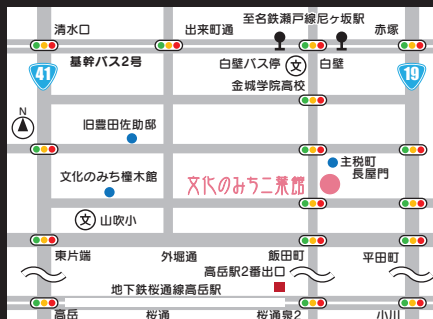 至名鉄瀬戸線尼ヶ坂駅
清水口
出来町通
赤塚
基幹バス2号
白壁バス停
文
白壁
41
金城学院高校
19
N
旧豊田佐助邸
主税町
長屋門
文化のみち橦木館
文化のみち二葉館
文
山吹小
東片端
外堀通
飯田町
平田町
高岳駅2番出口
地下鉄桜通線高岳駅
高岳
桜通
桜通泉2
小川